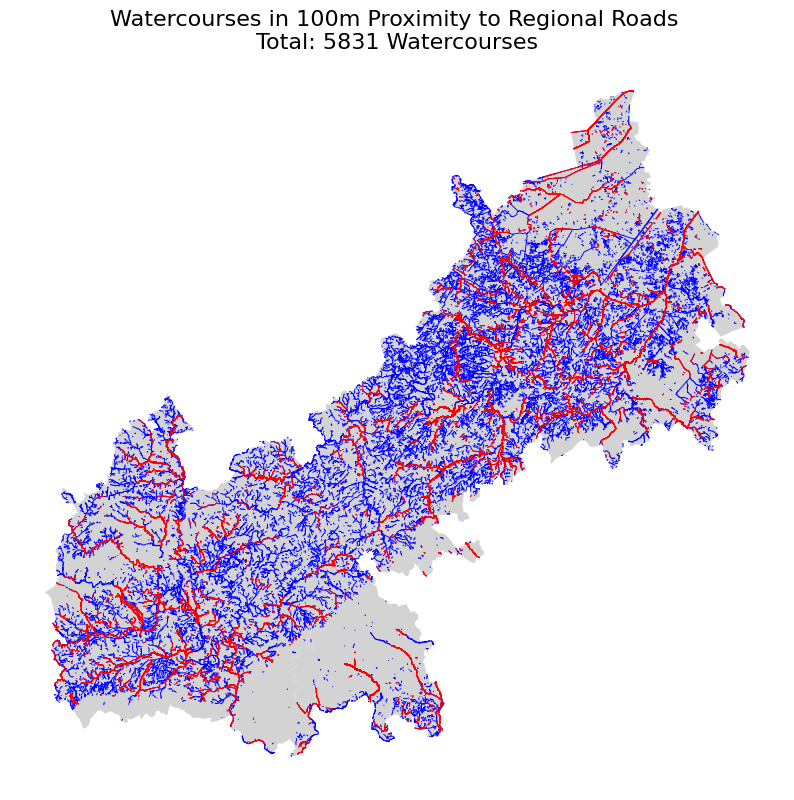 Watercourses in 100m Proximity to Regional Roads
Total: 5831 Watercourses